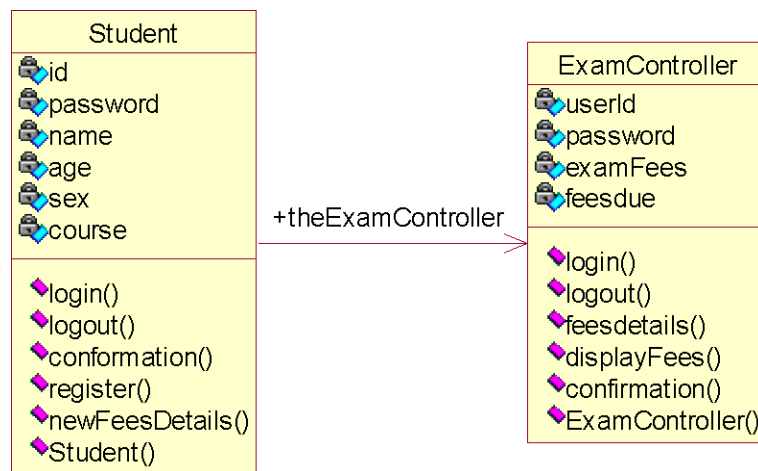 Student
id
password
name
age
sex
course
login()
logout()
conformation()
register()
newFeesDetails()
Student()
+theExamController
ExamController
userId
password
examFees
feesdue
login()
logout()
feesdetails()
displayFees()
confirmation()
ExamController()